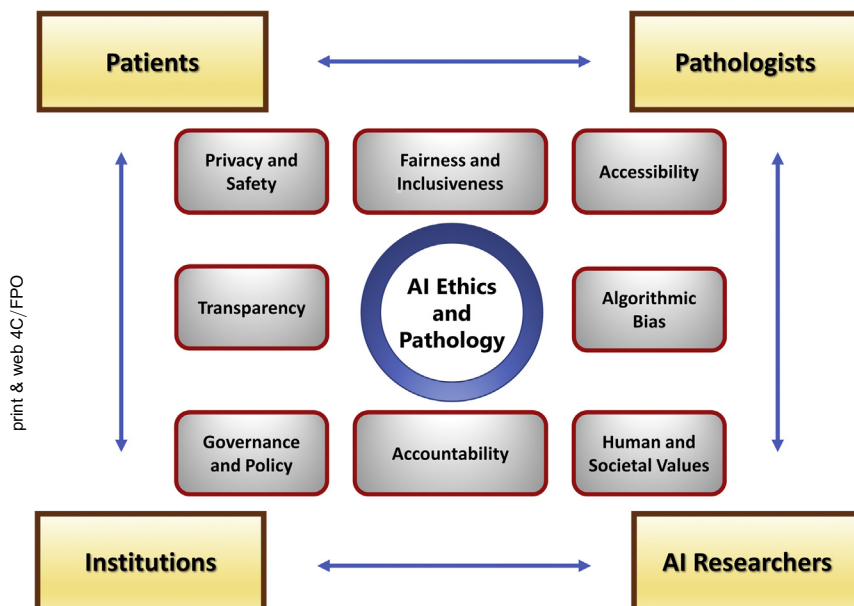 Patients
Pathologists
Privacy and
Safety
Fairness and
Inclusiveness
Accessibility
Transparency
AI Ethics
and
Pathology
Algorithmic
Bias
Governance
and Policy
Accountability
Human and
Societal Values
Institutions
AI Researchers
print & web 4C/FPO